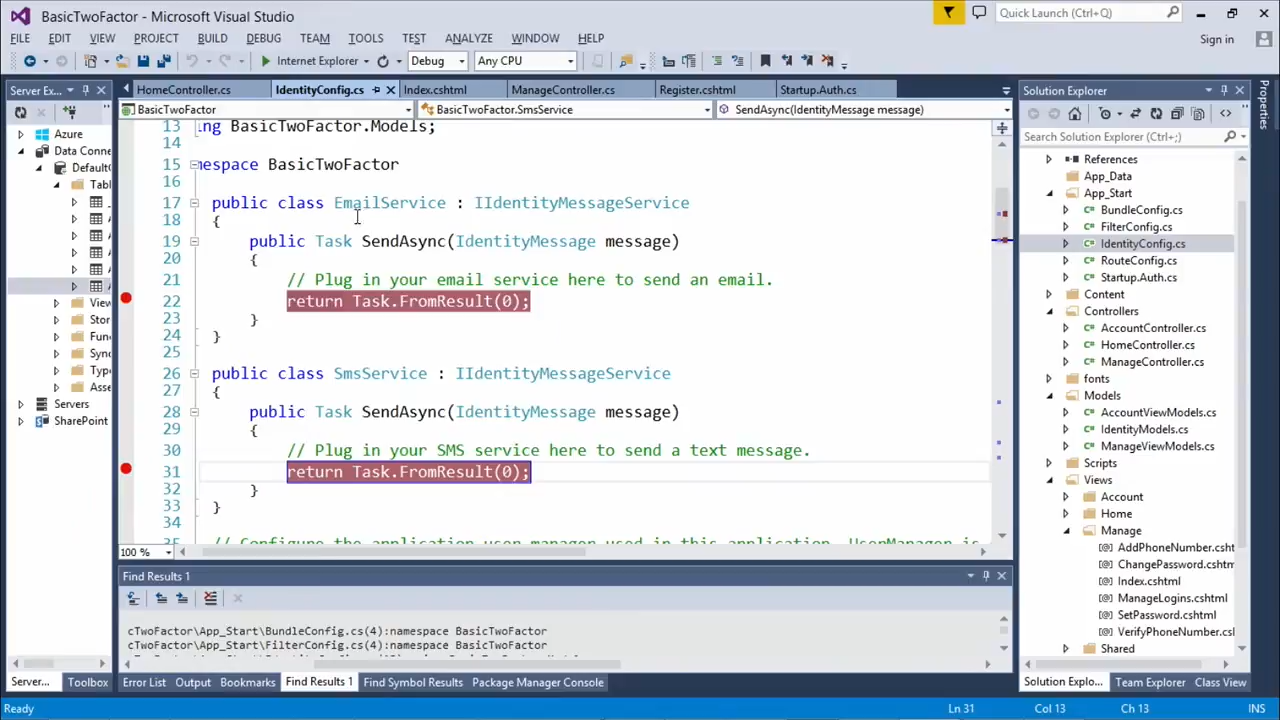 BasicTwoFactor - Microsoft Visual Studio
Quick Launch (Ctrl+Q)
FILE EDIT VIEW PROJECT BUILD DEBUG TEAM TOOLS TEST ANALYZE WINDOW HELP
Sign in
Internet Explorer Debug Any CPU
Server Ex...
Azure
Data Conne
Default
Tabl
View
Stor
Func
Sync
Type
Asse
Servers
SharePoint
HomeController.cs IdentityConfig.cs Index.cshtml ManageController.cs Register.cshtml Startup.Auth.cs
BasicTwoFactor BasicTwoFactor.SmsService SendAsync(IdentityMessage message)
13 ing BasicTwoFactor.Models;
14
15 mespace BasicTwoFactor
16
17 public class EmailService : IIdentityMessageService
18 {
19 public Task SendAsync(IdentityMessage message)
20 {
21 // Plug in your email service here to send an email.
22 return Task.FromResult(0);
23 }
24 }
25
26 public class SmsService : IIdentityMessageService
27 {
28 public Task SendAsync(IdentityMessage message)
29 {
30 // Plug in your SMS service here to send a text message.
31 return Task.FromResult(0);
32 }
33 }
34
35 // Configure the application user manager used in this application. UserManager is
100 %
Find Results 1
cTwoFactor\App_Start\BundleConfig.cs(4):namespace BasicTwoFactor
cTwoFactor\App_Start\FilterConfig.cs(4):namespace BasicTwoFactor
Server... Toolbox
Error List Output Bookmarks Find Results 1 Find Symbol Results Package Manager Console
Solution Explorer
Search Solution Explorer (Ctrl+;)
References
App_Data
App_Start
BundleConfig.cs
FilterConfig.cs
IdentityConfig.cs
RouteConfig.cs
Startup.Auth.cs
Content
Controllers
AccountController.cs
HomeController.cs
ManageController.cs
fonts
Models
AccountViewModels.cs
IdentityModels.cs
ManageViewModels.cs
Scripts
Views
Account
Home
Manage
AddPhoneNumber.csht
ChangePassword.cshtm
Index.cshtml
ManageLogins.cshtml
SetPassword.cshtml
VerifyPhoneNumber.csh
Shared
Solution Explo... Team Explorer Class View
Properties
Ready Ln 31 Col 13 Ch 13 INS